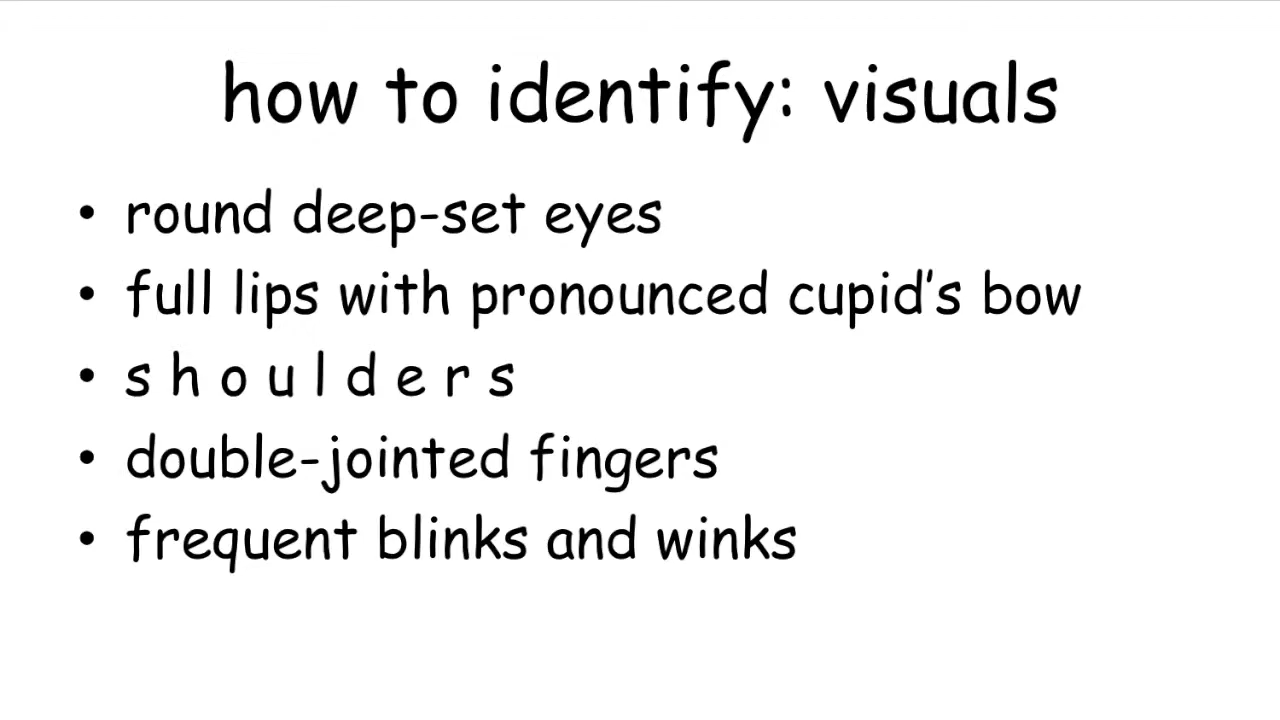 how to identify: visuals
• round deep-set eyes
• full lips with pronounced cupid's bow
• s h o u l d e r s
• double-jointed fingers
• frequent blinks and winks